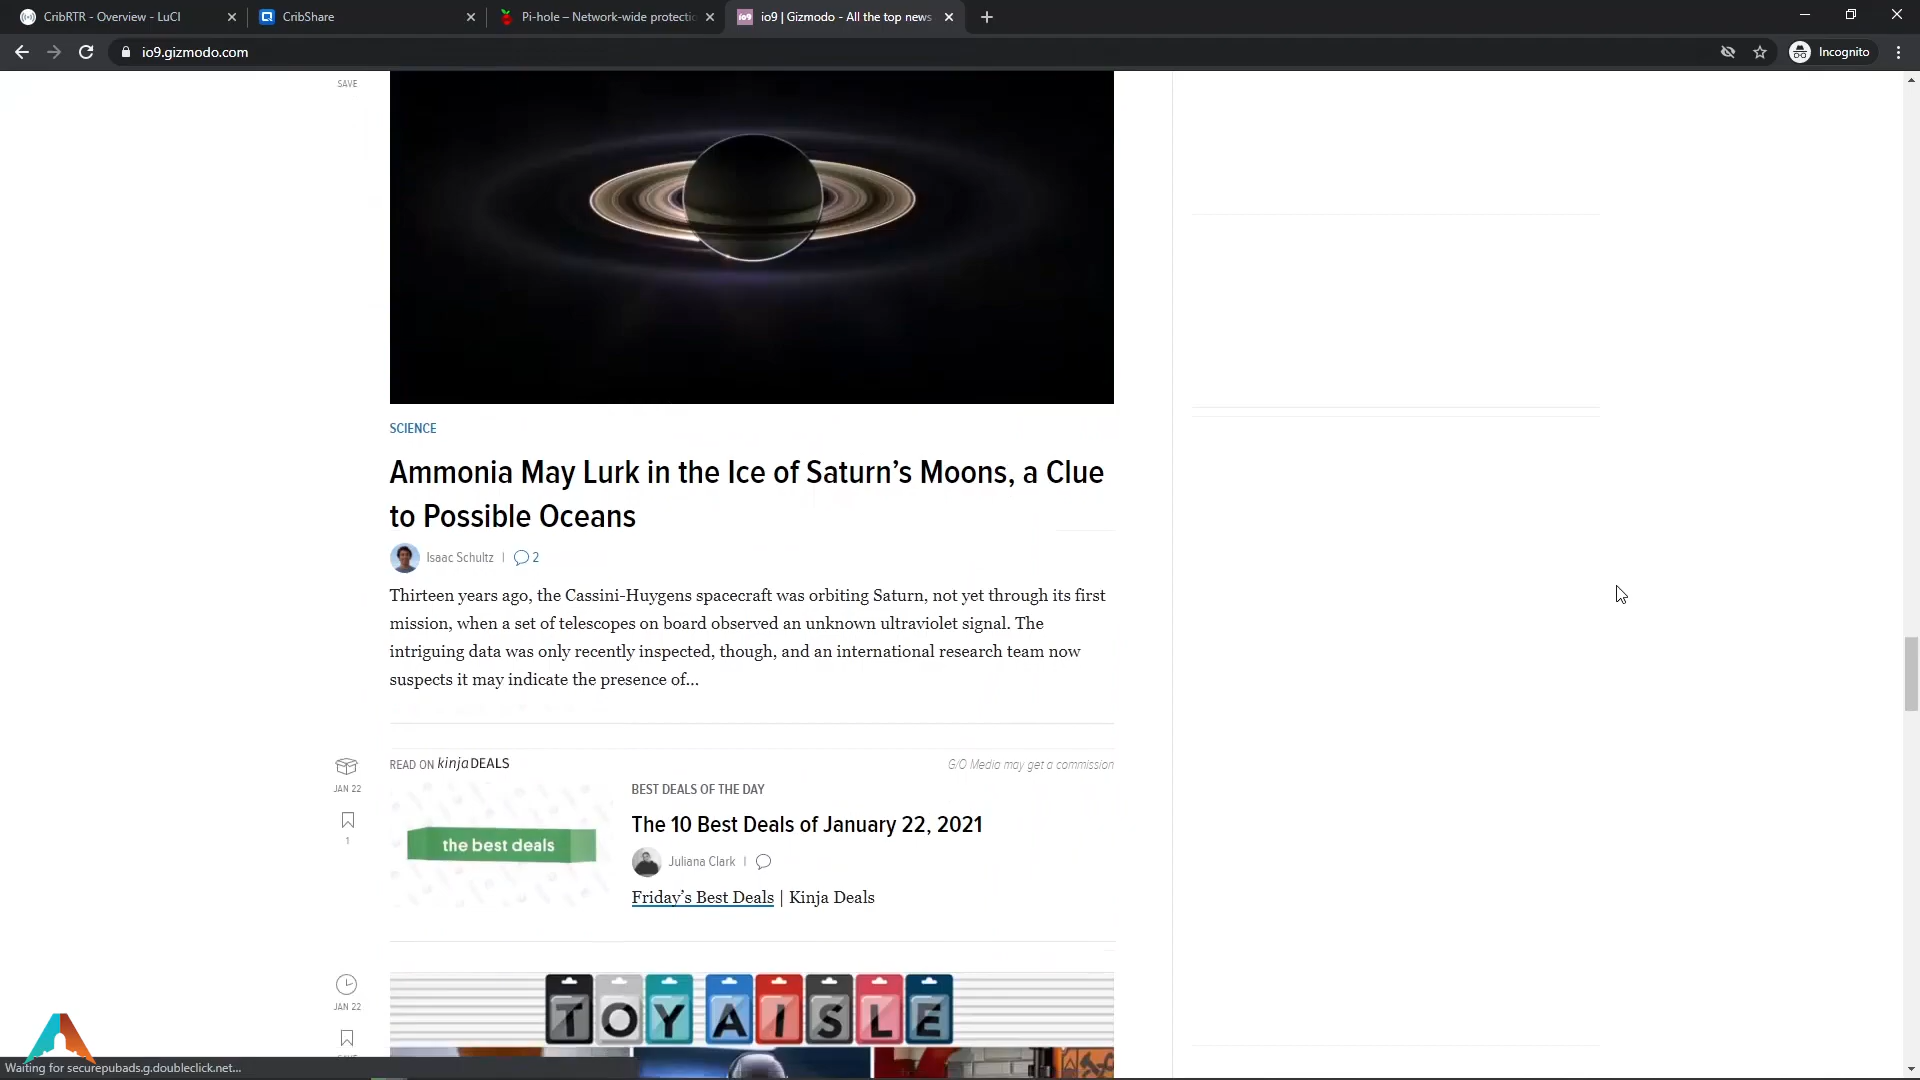 CribRTR - Overview - LuCI
CribShare
Pi-hole – Network-wide protectio
io9 | Gizmodo - All the top news
io9.gizmodo.com
Incognito
SAVE
SCIENCE
Ammonia May Lurk in the Ice of Saturn’s Moons, a Clue
to Possible Oceans
Isaac Schultz | 2
Thirteen years ago, the Cassini-Huygens spacecraft was orbiting Saturn, not yet through its first
mission, when a set of telescopes on board observed an unknown ultraviolet signal. The
intriguing data was only recently inspected, though, and an international research team now
suspects it may indicate the presence of...
READ ON kinjaDEALS
G/O Media may get a commission
JAN 22
1
the best deals
BEST DEALS OF THE DAY
The 10 Best Deals of January 22, 2021
Juliana Clark |
Friday’s Best Deals | Kinja Deals
JAN 22
TOY AISLE
Waiting for securepubads.g.doubleclick.net...